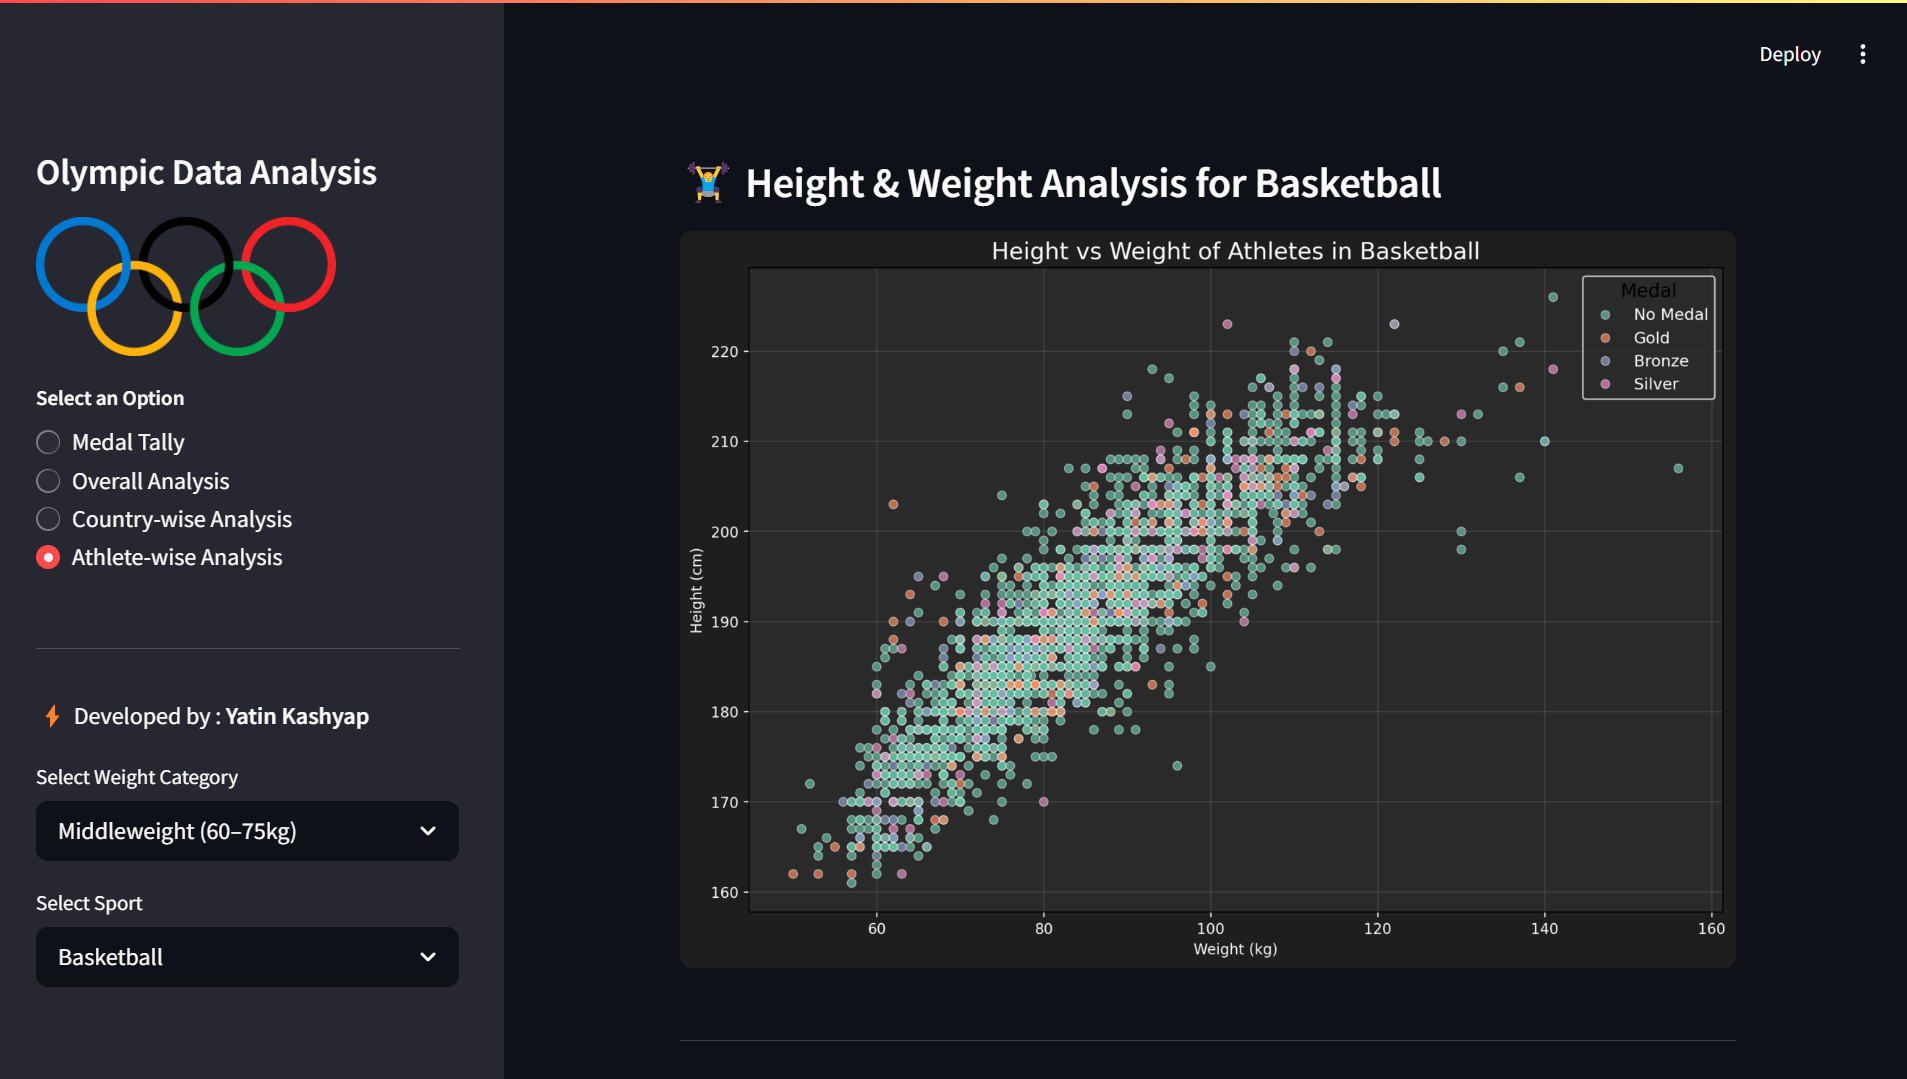 Deploy
Olympic Data Analysis
Select an Option
Medal Tally
Overall Analysis
Country-wise Analysis
Athlete-wise Analysis
Developed by : Yatin Kashyap
Select Weight Category
Middleweight (60–75kg)
Select Sport
Basketball
Height & Weight Analysis for Basketball
Height vs Weight of Athletes in Basketball
Medal
No Medal
Gold
Bronze
Silver
Height (cm)
220
210
200
190
180
170
160
60 80 100 120 140 160
Weight (kg)